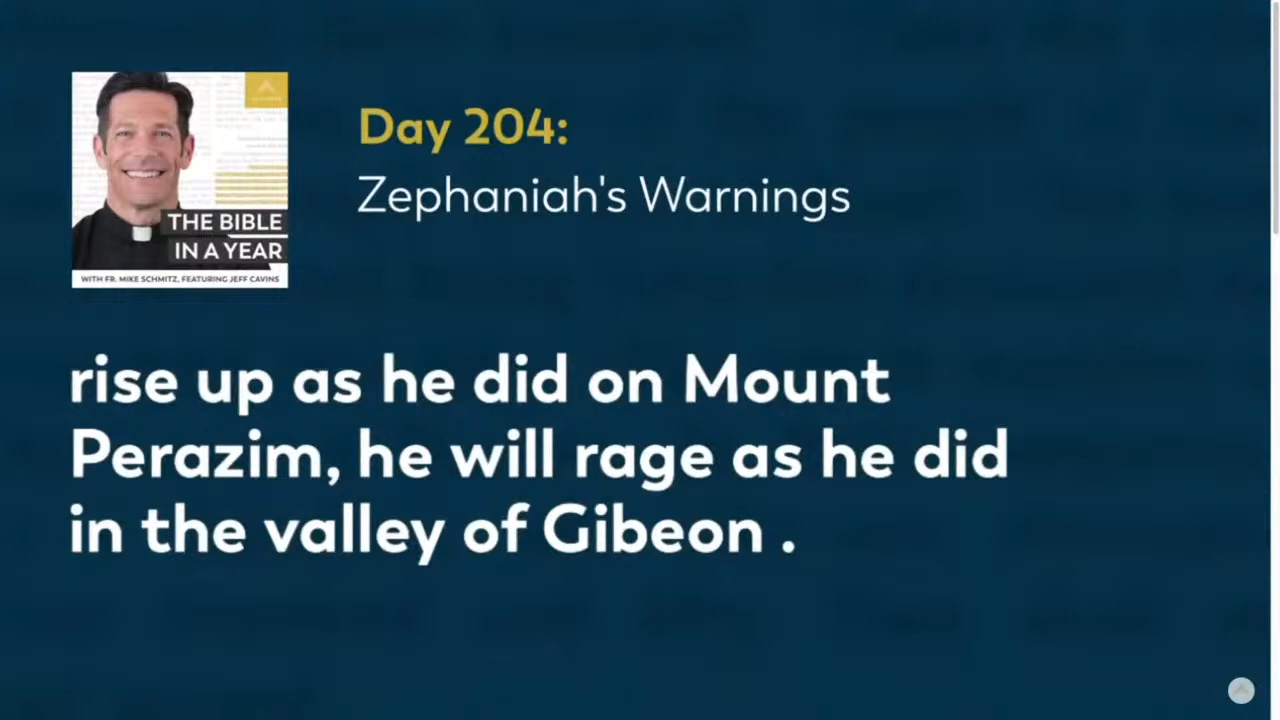 Day 204:
Zephaniah's Warnings
THE BIBLE
IN A YEAR
WITH FR. MIKE SCHMITZ, FEATURING JEFF CAVINS
rise up as he did on Mount
Perazim, he will rage as he did
in the valley of Gibeon .